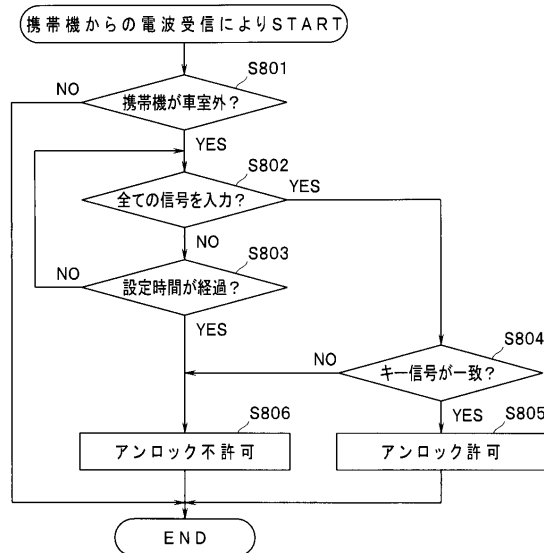 携帯機からの電波受信によりSTART
S801
NO
携帯機が車室外?
YES
S802
全ての信号を入力?
YES
NO
S803
NO
設定時間が経過?
YES
S804
NO
キー信号が一致?
YES
S806
S805
アンロック不許可
アンロック許可
END